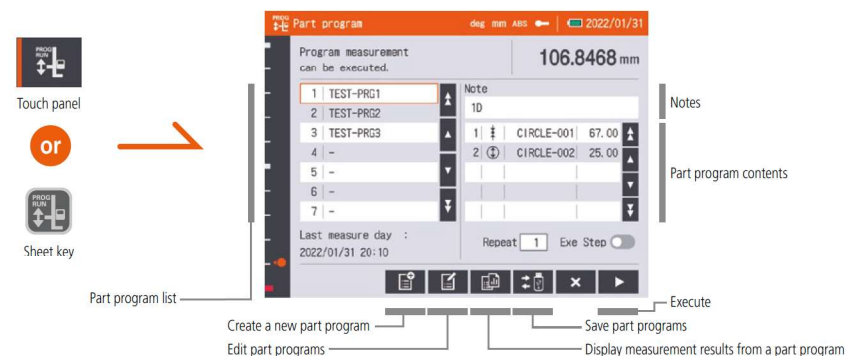 PROG Part program deg mm ABS 2022/01/31
Program measurement
can be executed.
106.8468 mm
1 TEST-PRG1
2 TEST-PRG2
3 TEST-PRG3
4 -
5 -
6 -
7 -
Note
1D
1 CIRCLE-001 67.00
2 CIRCLE-002 25.00
Last measure day :
2022/01/31 20:10
Repeat 1 Exe Step
PROG
RUN
Touch panel
or
PROG
RUN
Sheet key
Notes
Part program contents
Part program list
Execute
Create a new part program
Save part programs
Edit part programs
Display measurement results from a part program